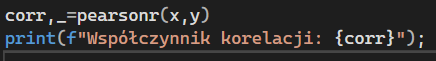 corr,_=pearsonr(x,y)
print(f"Współczynnik korelacji: {corr}");